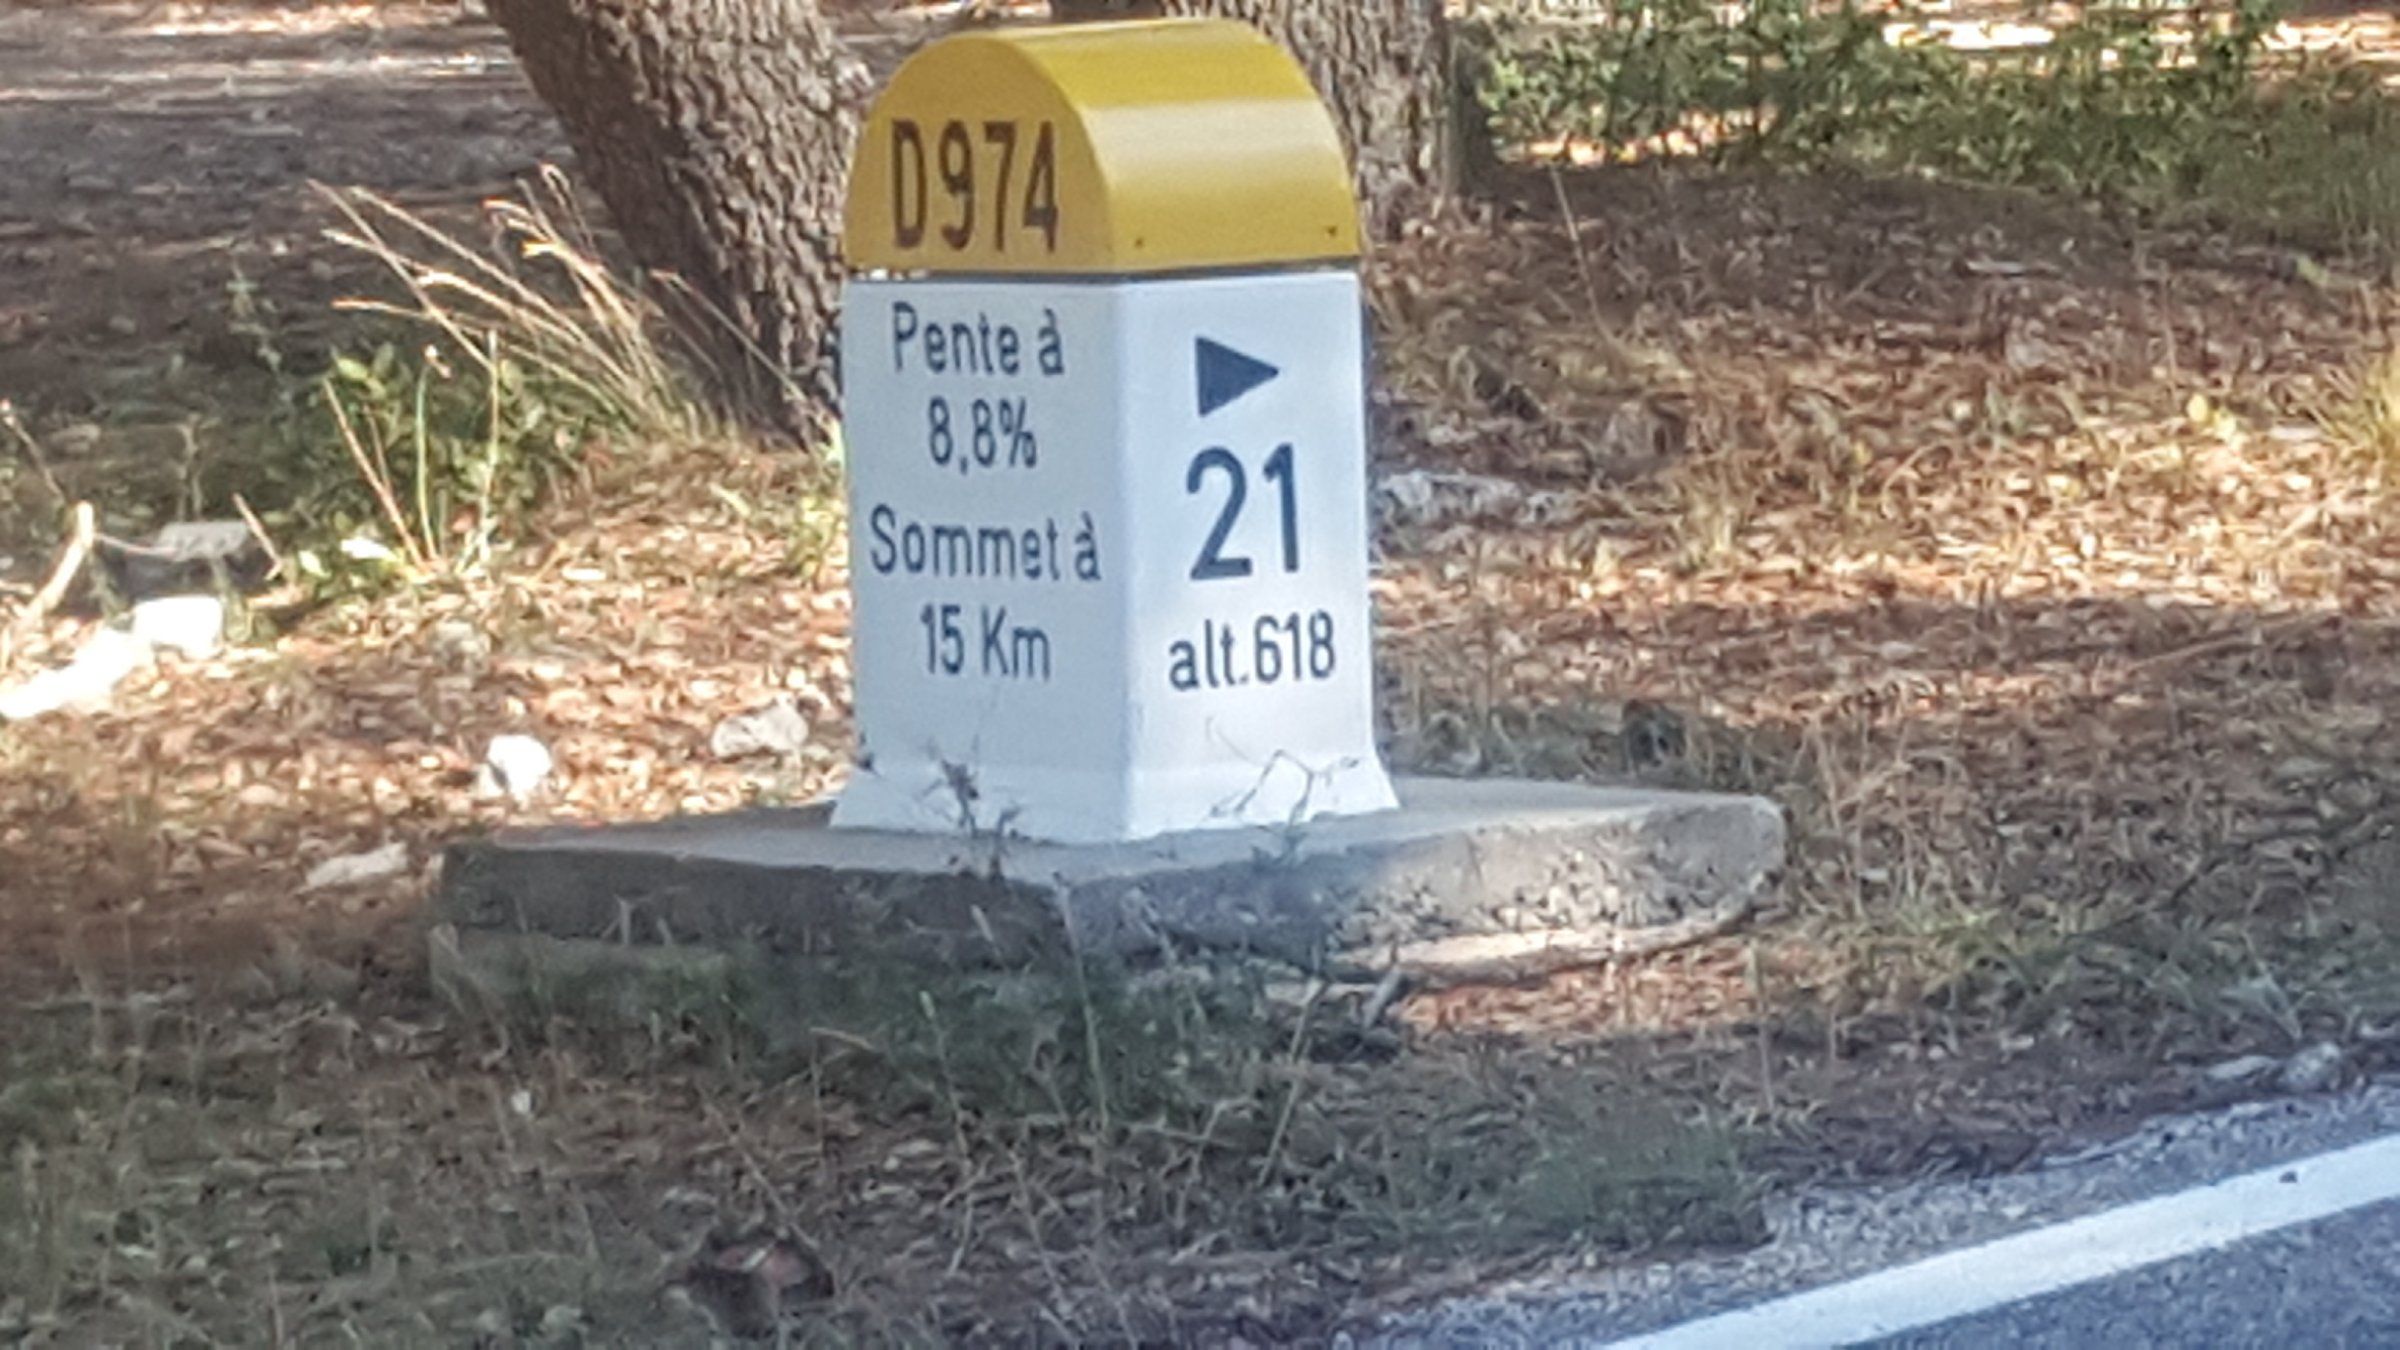 D974
Pente à
8,8%
Sommet à
15 Km
21
alt.618